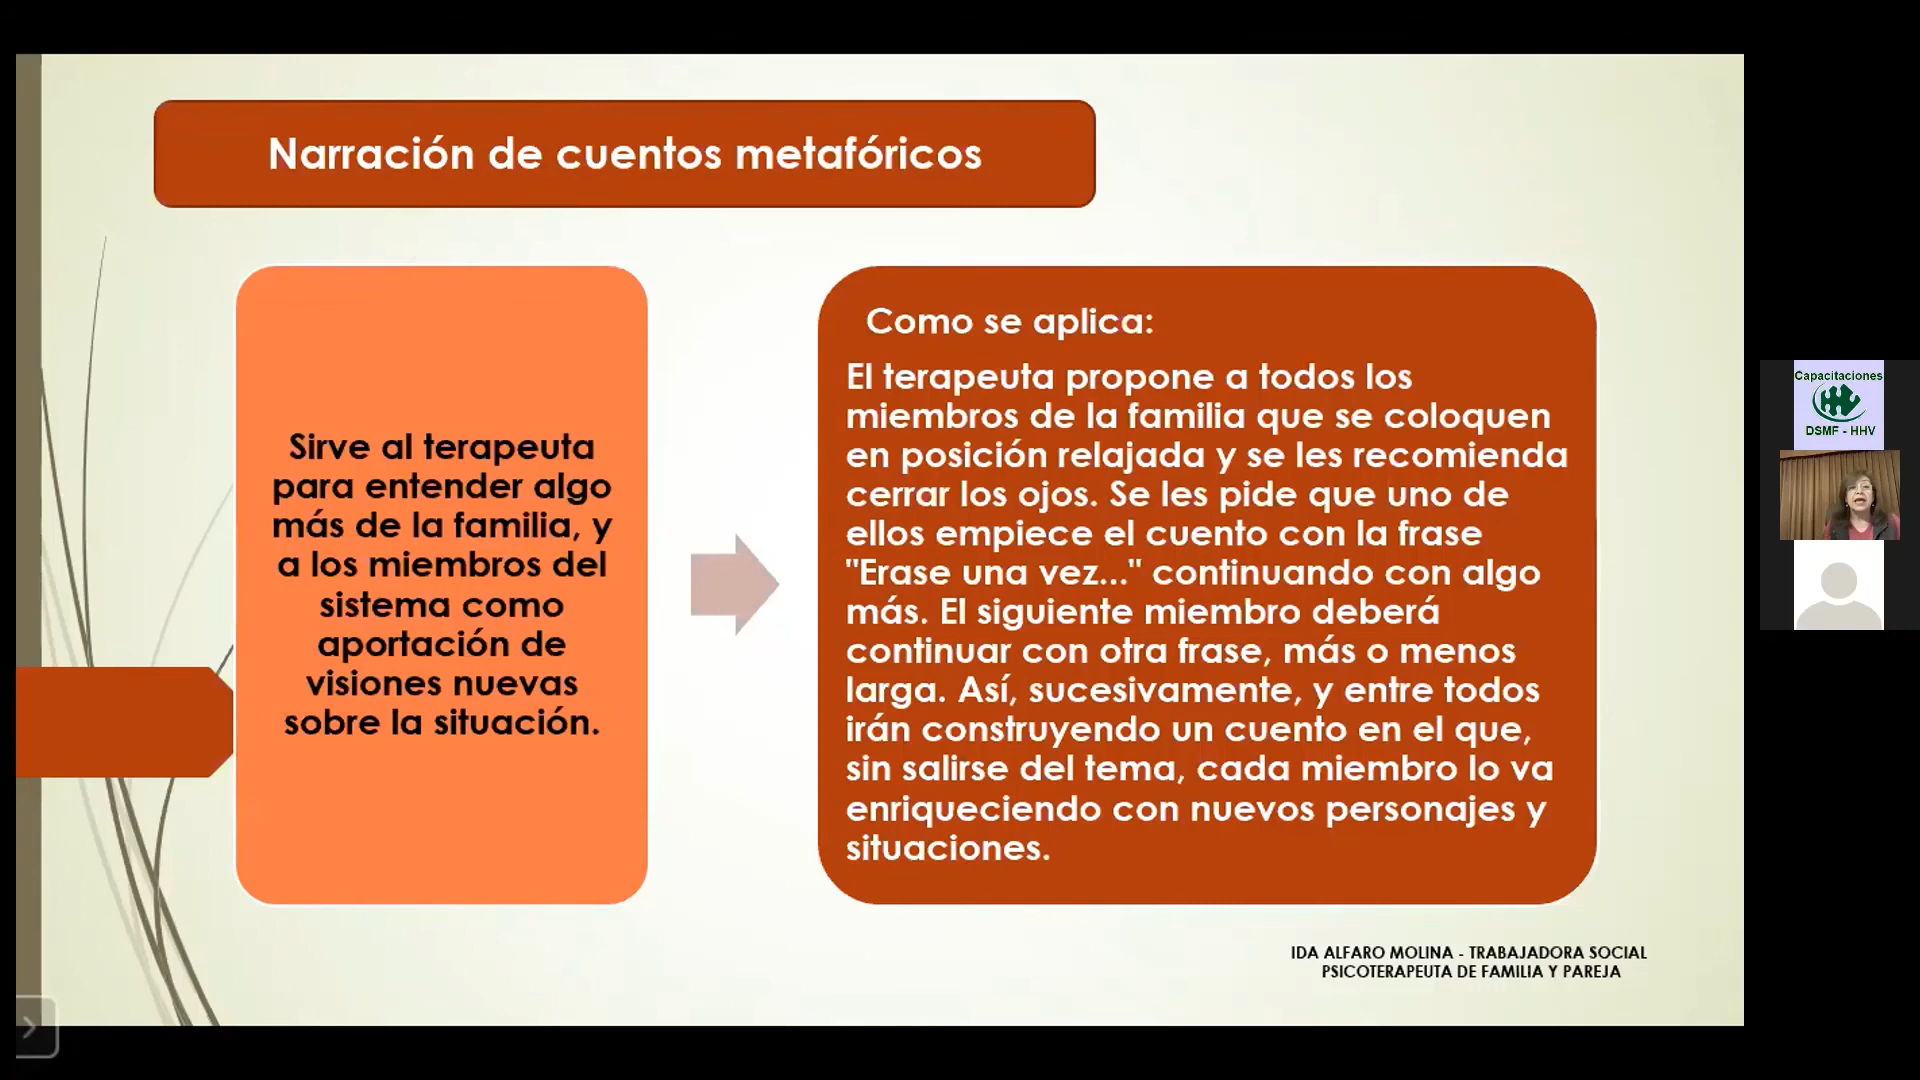 Narración de cuentos metafóricos
Sirve al terapeuta
para entender algo
más de la familia, y
a los miembros del
sistema como
aportación de
visiones nuevas
sobre la situación.
Como se aplica:
El terapeuta propone a todos los
miembros de la familia que se coloquen
en posición relajada y se les recomienda
cerrar los ojos. Se les pide que uno de
ellos empiece el cuento con la frase
"Erase una vez..." continuando con algo
más. El siguiente miembro deberá
continuar con otra frase, más o menos
larga. Así, sucesivamente, y entre todos
irán construyendo un cuento en el que,
sin salirse del tema, cada miembro lo va
enriqueciendo con nuevos personajes y
situaciones.
IDA ALFARO MOLINA - TRABAJADORA SOCIAL
PSICOTERAPEUTA DE FAMILIA Y PAREJA
Capacitaciones
DSMF - HHV